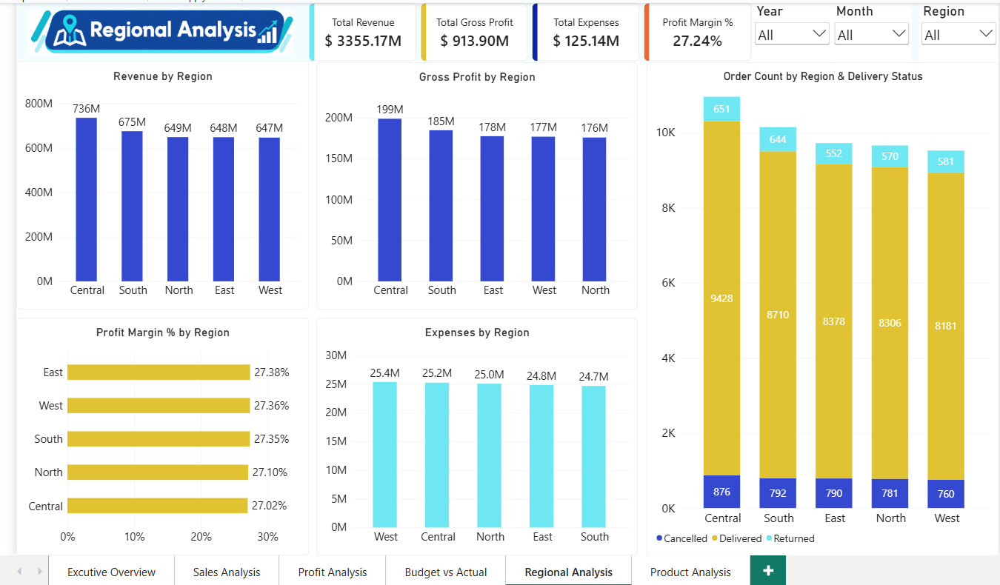 Regional Analysis
Total Revenue
$ 3355.17M
Total Gross Profit
$ 913.90M
Total Expenses
$ 125.14M
Profit Margin %
27.24%
Year
All
Month
All
Region
All
Revenue by Region
800M
600M
400M
200M
0M
736M
675M
649M
648M
647M
Central
South
North
East
West
Gross Profit by Region
200M
150M
100M
50M
0M
199M
185M
178M
177M
176M
Central
South
East
West
North
Order Count by Region & Delivery Status
10K
8K
6K
4K
2K
0K
651
644
552
570
581
9428
8710
8378
8306
8181
876
792
790
781
760
Central
South
East
North
West
Cancelled
Delivered
Returned
Profit Margin % by Region
East
27.38%
West
27.36%
South
27.35%
North
27.10%
Central
27.02%
0%
10%
20%
30%
Expenses by Region
30M
25M
20M
15M
10M
5M
0M
25.4M
25.2M
25.0M
24.8M
24.7M
West
Central
North
East
South
Excutive Overview
Sales Analysis
Profit Analysis
Budget vs Actual
Regional Analysis
Product Analysis